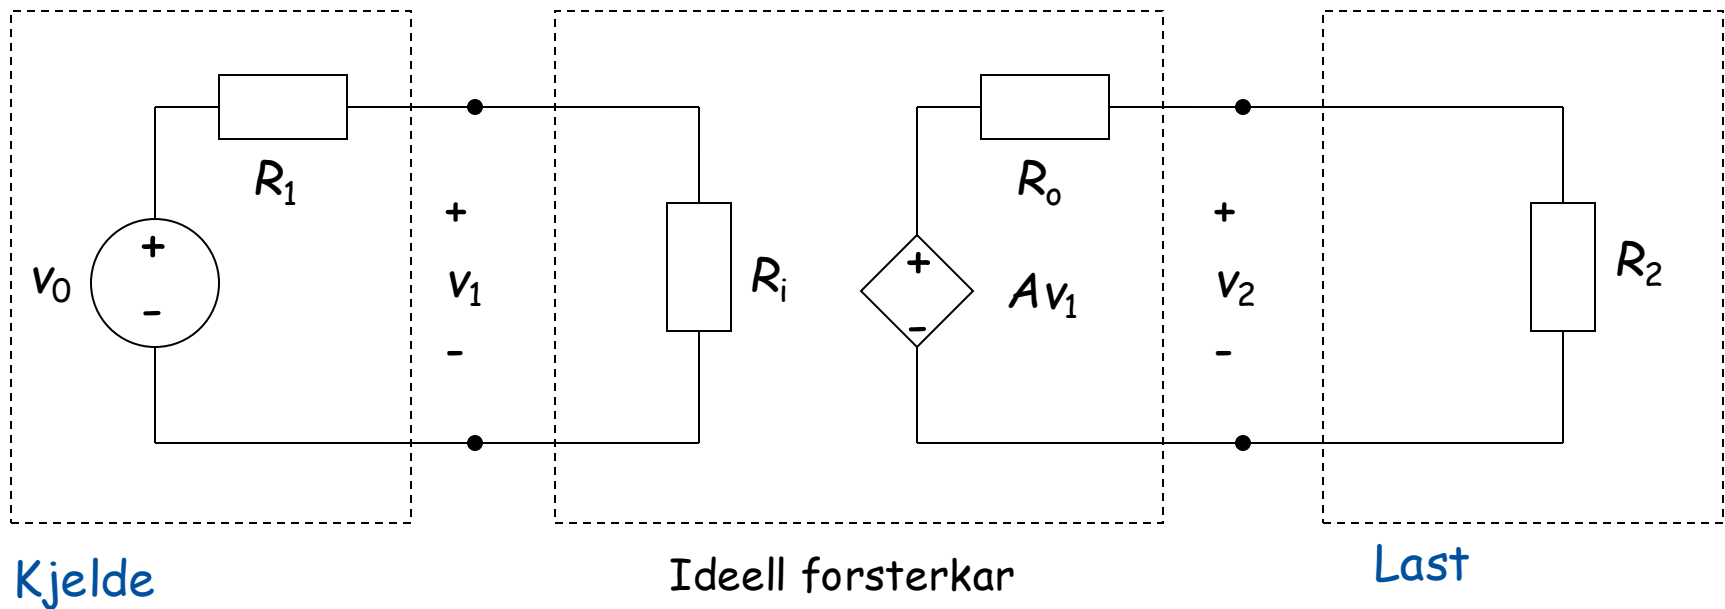 R₁
Rₒ
+
+
v₀
+
-
v₁
Rᵢ
+
-
Av₁
v₂
R₂
-
-
Kjelde
Ideell forsterkar
Last